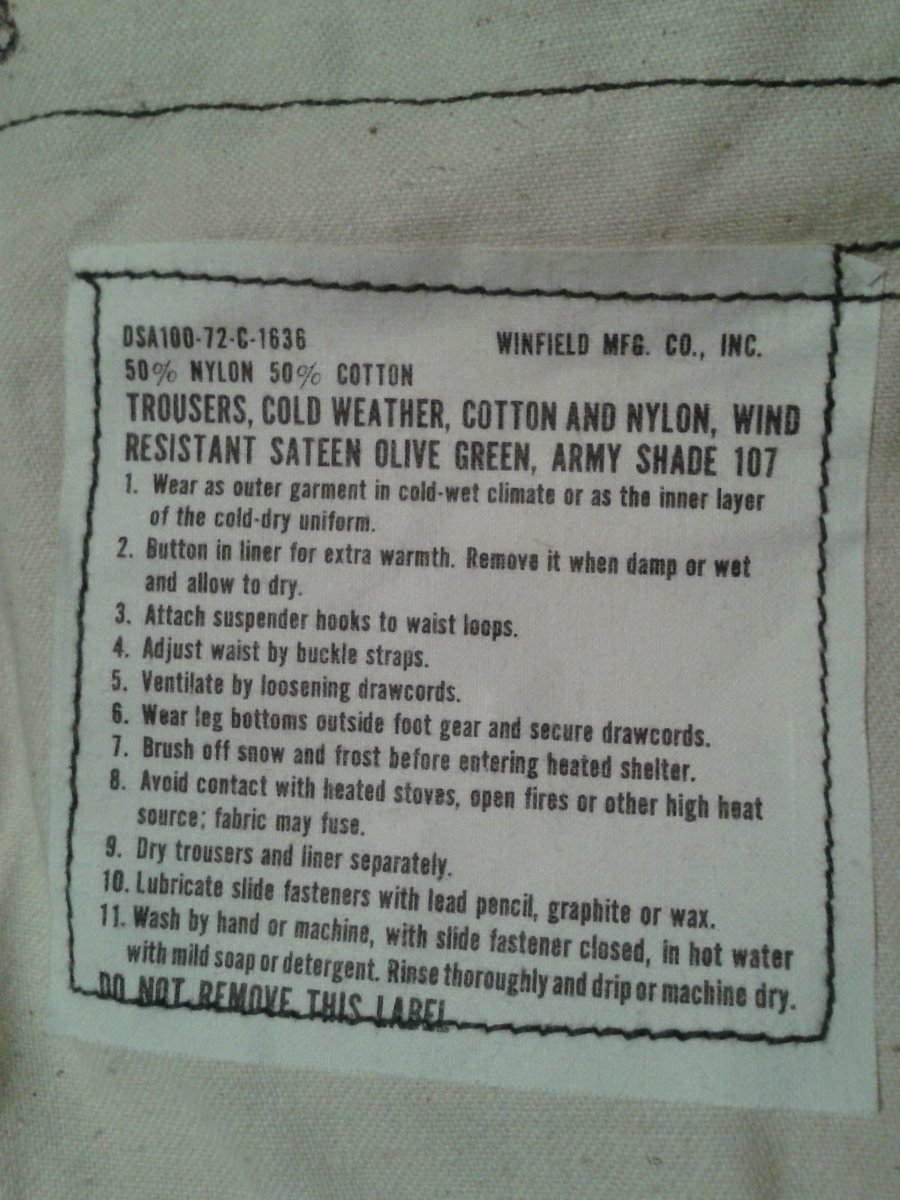 DSA100-72-C-1636 WINFIELD MFG. CO., INC.
50% NYLON 50% COTTON
TROUSERS, COLD WEATHER, COTTON AND NYLON, WIND
RESISTANT SATEEN OLIVE GREEN, ARMY SHADE 107
1. Wear as outer garment in cold-wet climate or as the inner layer
of the cold-dry uniform.
2. Button in liner for extra warmth. Remove it when damp or wet
and allow to dry.
3. Attach suspender hooks to waist loops.
4. Adjust waist by buckle straps.
5. Ventilate by loosening drawcords.
6. Wear leg bottoms outside foot gear and secure drawcords.
7. Brush off snow and frost before entering heated shelter.
8. Avoid contact with heated stoves, open fires or other high heat
source; fabric may fuse.
9. Dry trousers and liner separately.
10. Lubricate slide fasteners with lead pencil, graphite or wax.
11. Wash by hand or machine, with slide fastener closed, in hot water
with mild soap or detergent. Rinse thoroughly and drip or machine dry.
DO NOT REMOVE THIS LABEL